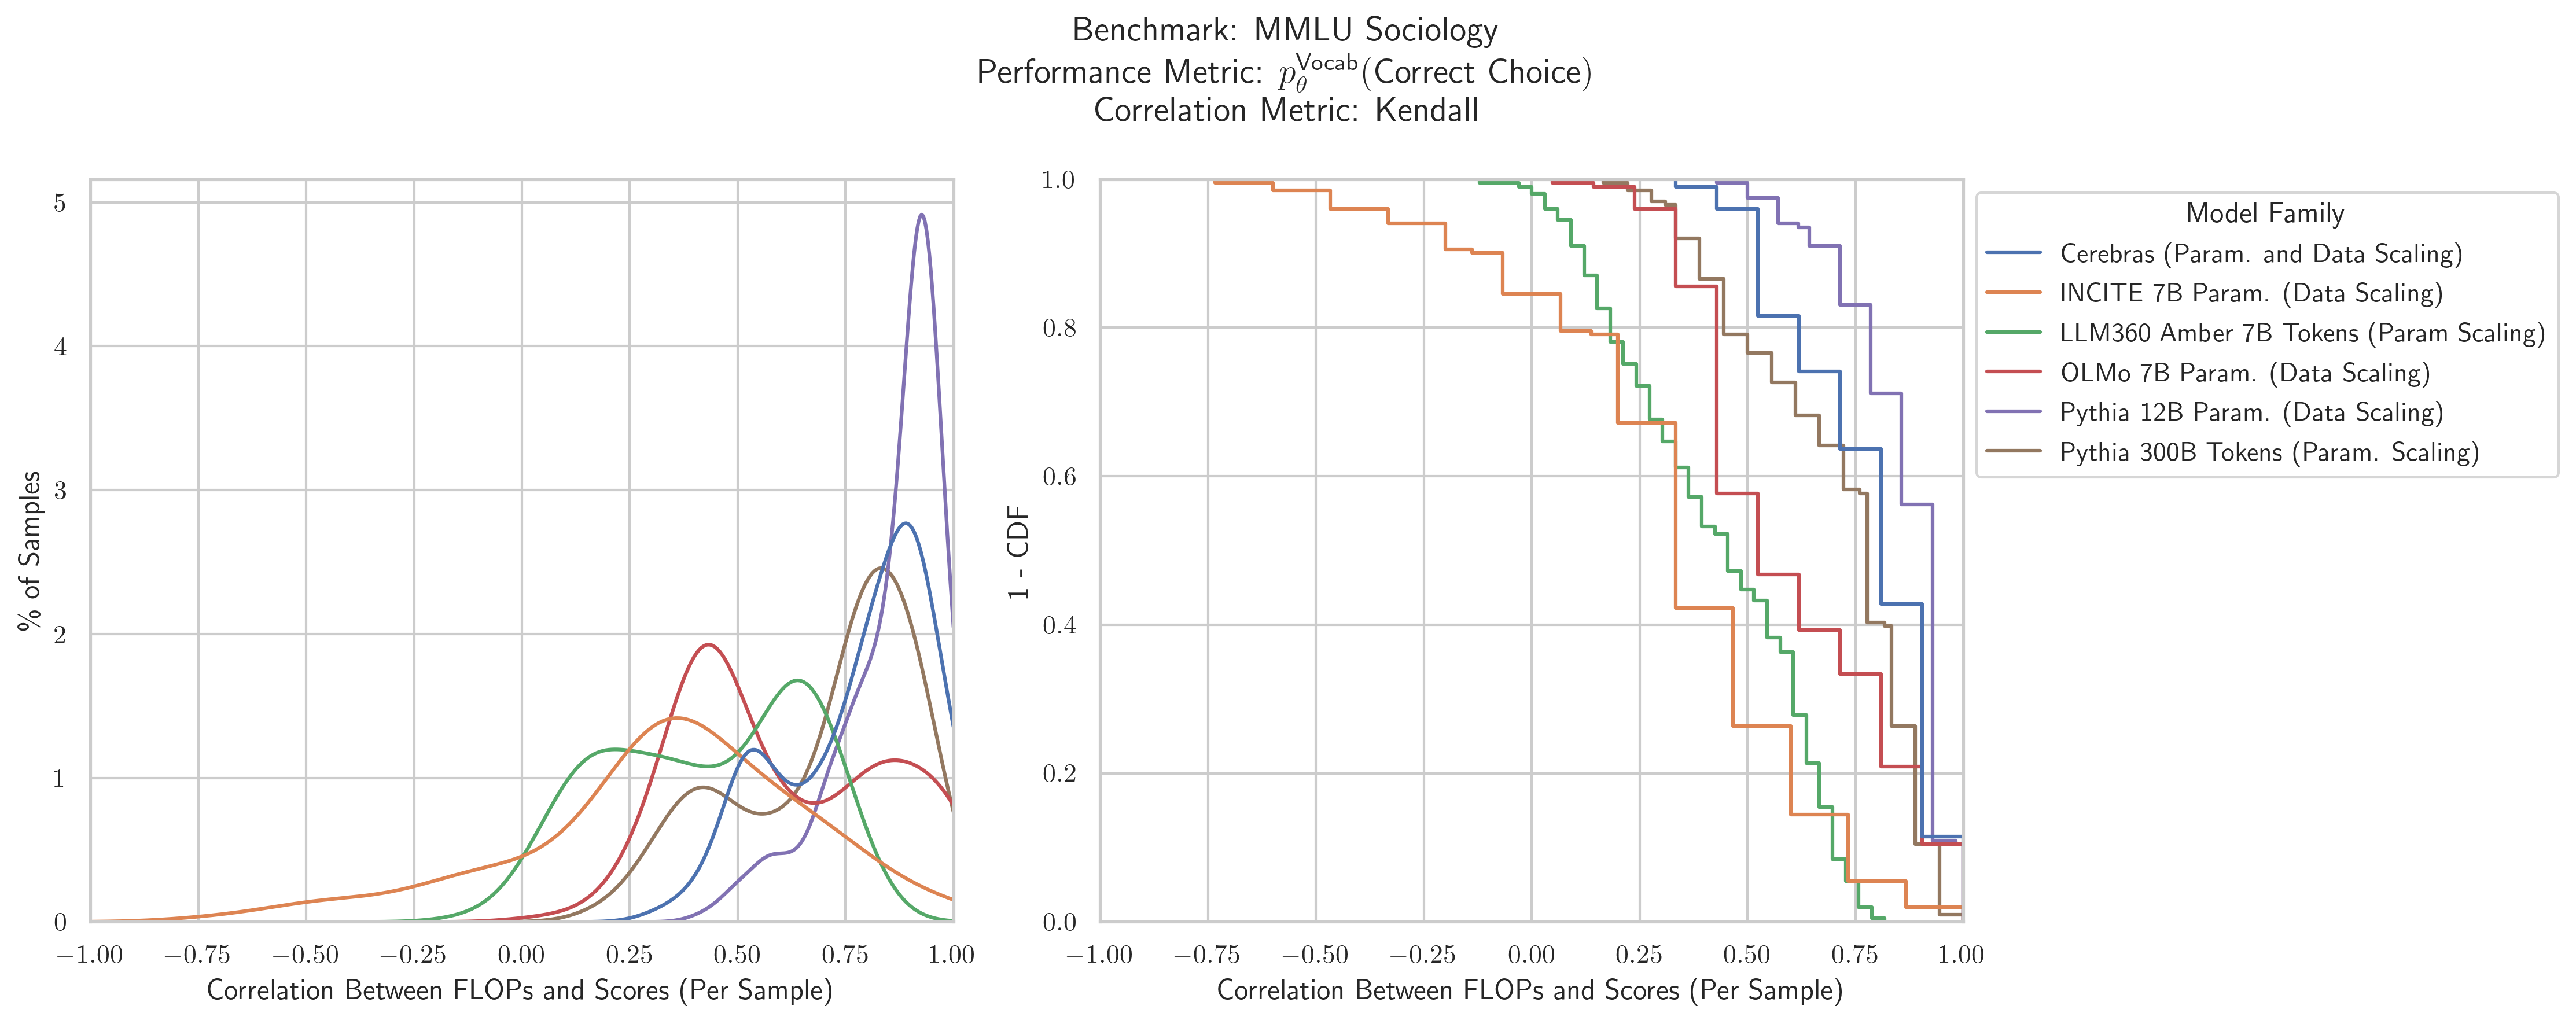 Benchmark: MMLU Sociology
Performance Metric: $p_\theta^{\text{Vocab}}$(Correct Choice)
Correlation Metric: Kendall
% of Samples
5
4
3
2
1
0
−1.00 −0.75 −0.50 −0.25 0.00 0.25 0.50 0.75 1.00
Correlation Between FLOPs and Scores (Per Sample)
1 - CDF
1.0
0.8
0.6
0.4
0.2
0.0
−1.00 −0.75 −0.50 −0.25 0.00 0.25 0.50 0.75 1.00
Correlation Between FLOPs and Scores (Per Sample)
Model Family
Cerebras (Param. and Data Scaling)
INCITE 7B Param. (Data Scaling)
LLM360 Amber 7B Tokens (Param Scaling)
OLMo 7B Param. (Data Scaling)
Pythia 12B Param. (Data Scaling)
Pythia 300B Tokens (Param. Scaling)